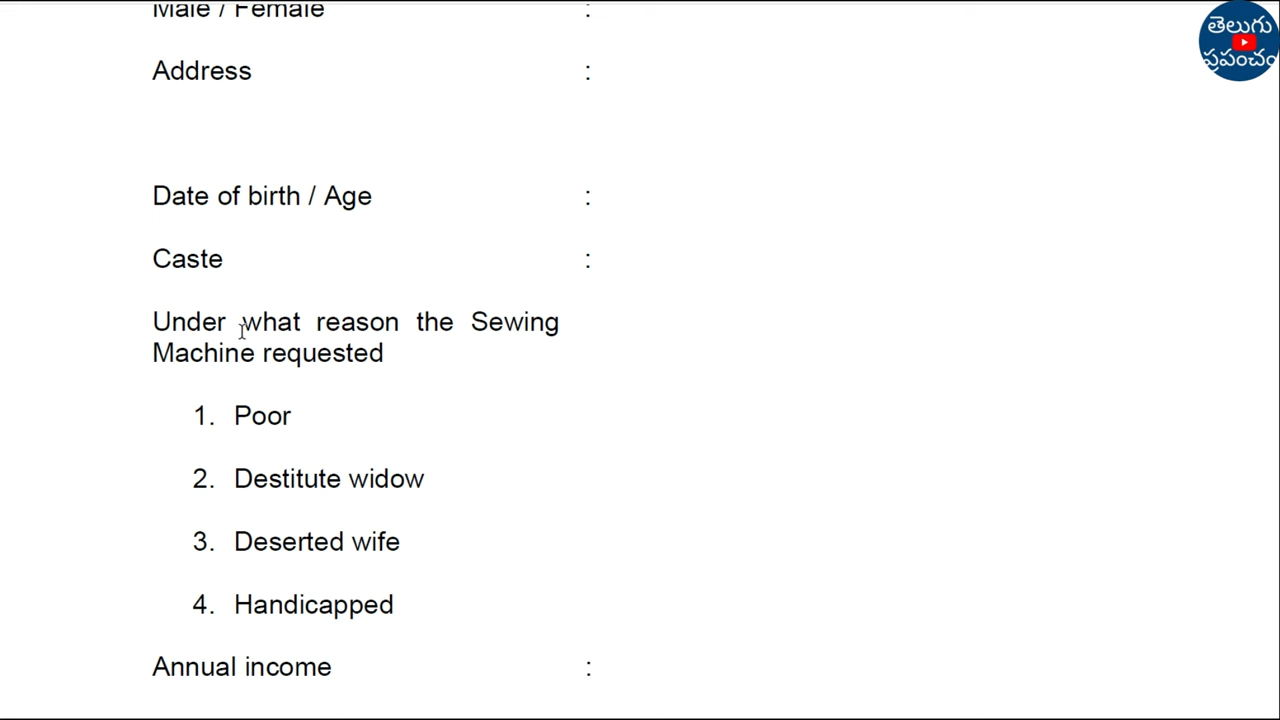 Male / Female :
తెలుగు
ప్రపంచం
Address :
Date of birth / Age :
Caste :
Under what reason the Sewing
Machine requested
1. Poor
2. Destitute widow
3. Deserted wife
4. Handicapped
Annual income :